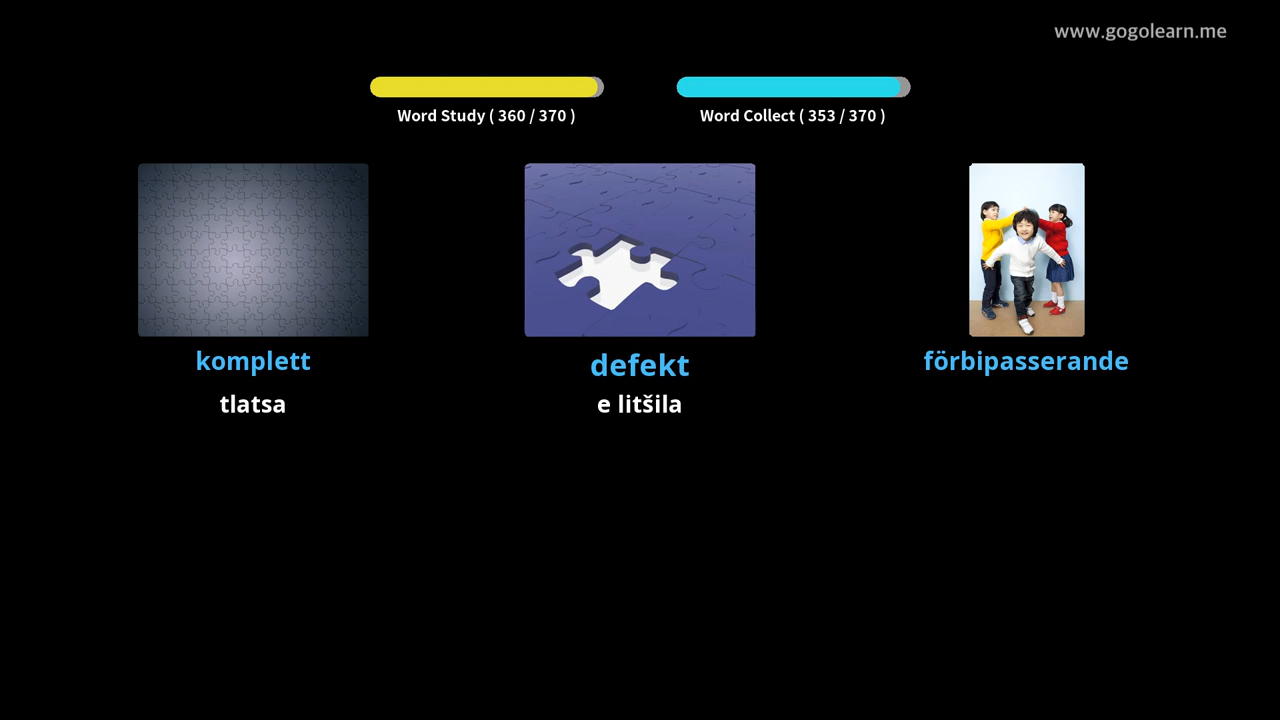 www.gogolearn.me
Word Study ( 360 / 370 )
Word Collect ( 353 / 370 )
komplett
defekt
förbipasserande
tlatsa
e litšila